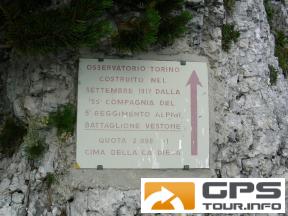 OSSERVATORIO TORINO
COSTRUITO NEL
SETTEMBRE 1917 DALLA
COMPAGNIA DEL
REGGIMENTO ALPINI
BATTAGLIONE VESTONE
QUOTA
CIMA DELLA
GPS
TOUR.INFO